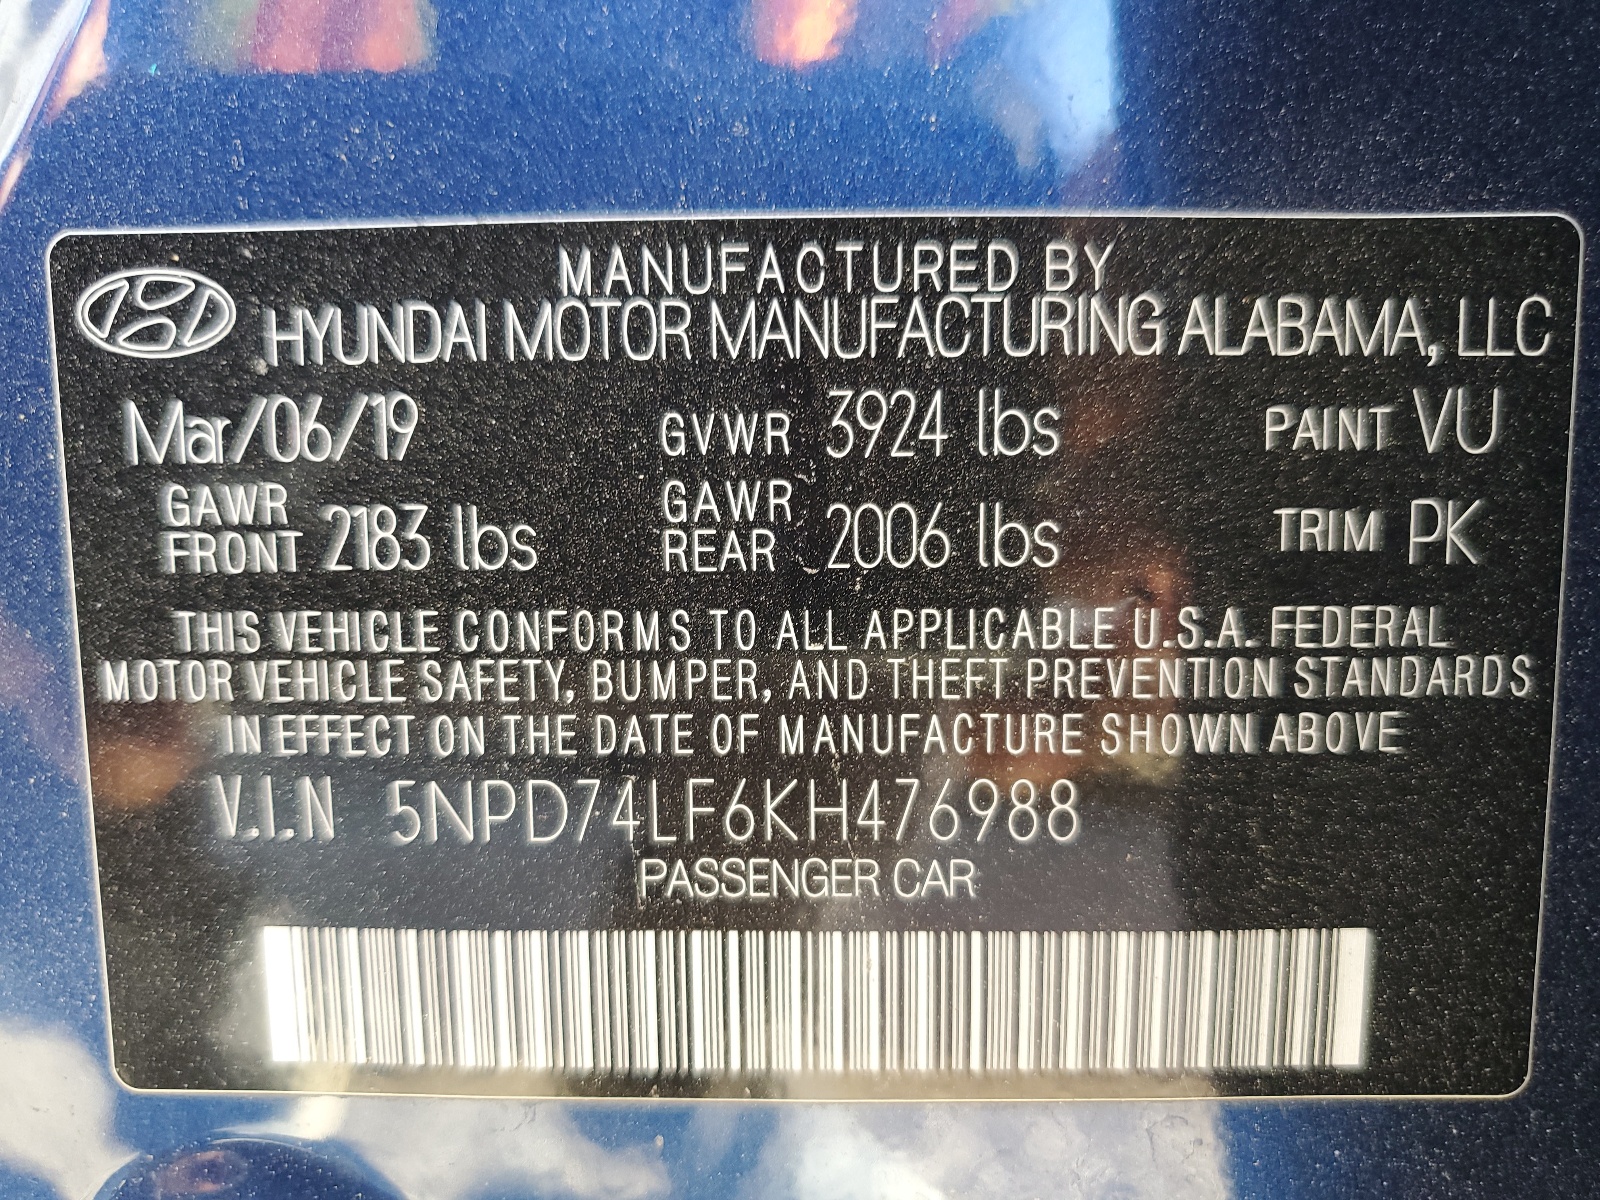 MANUFACTURED BY
HYUNDAI MOTOR MANUFACTURING ALABAMA, LLC
Mar/06/19 GVWR 3924 lbs PAINT VU
GAWR FRONT 2183 lbs GAWR REAR 2006 lbs TRIM PK
THIS VEHICLE CONFORMS TO ALL APPLICABLE U.S.A. FEDERAL
MOTOR VEHICLE SAFETY, BUMPER, AND THEFT PREVENTION STANDARDS
IN EFFECT ON THE DATE OF MANUFACTURE SHOWN ABOVE
V.I.N 5NPD74LF6KH476988
PASSENGER CAR